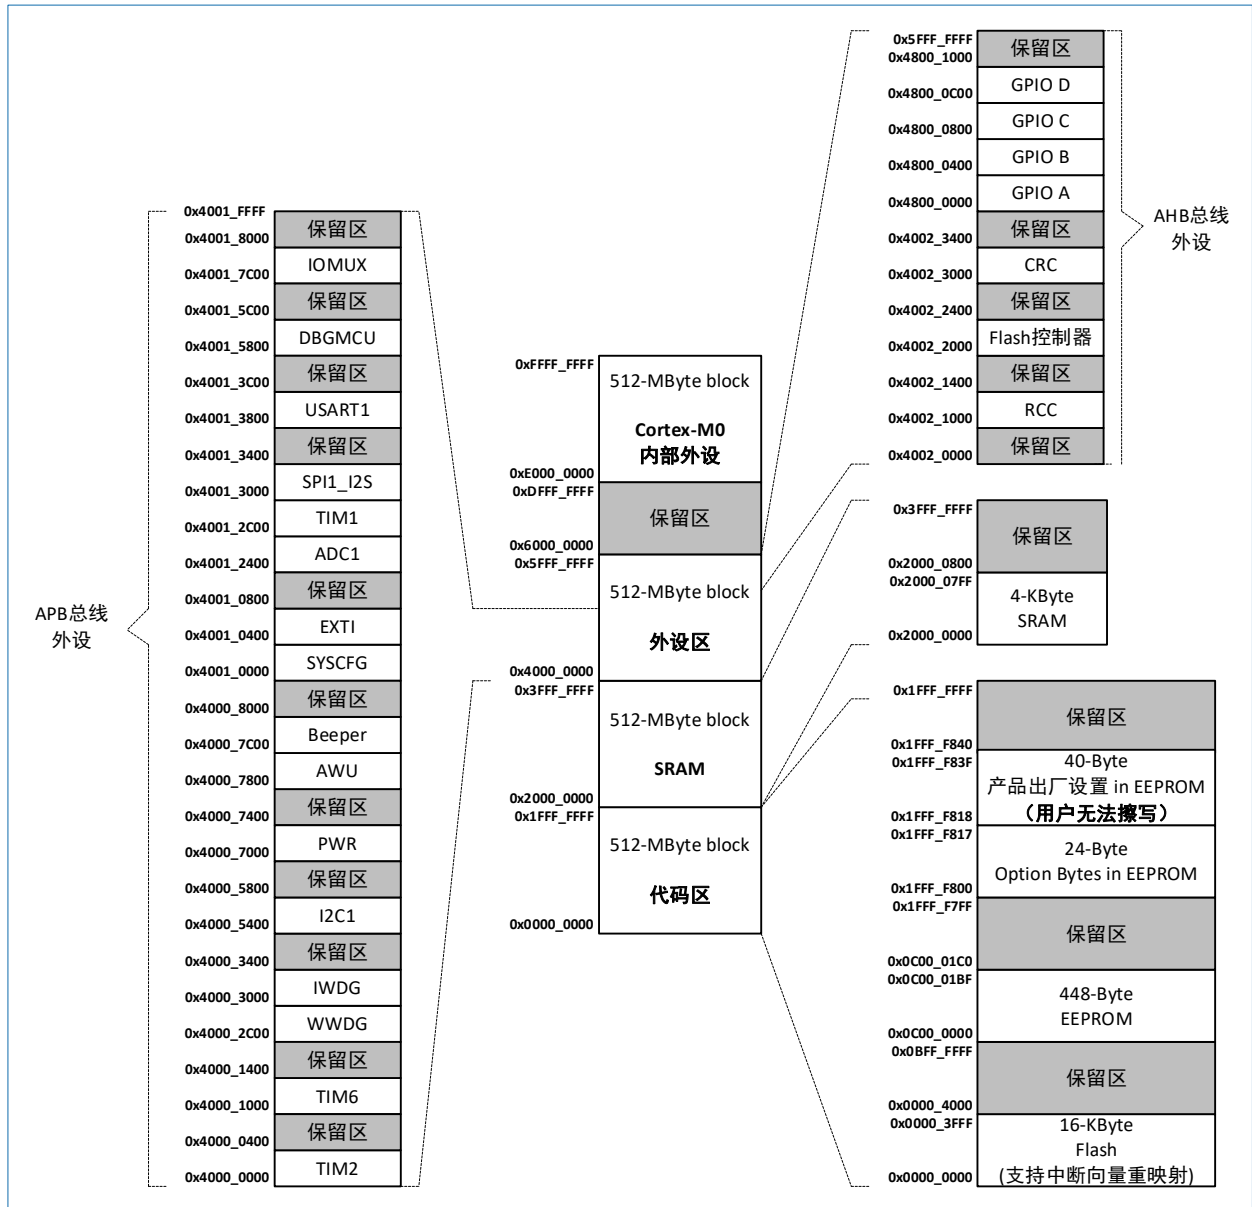 APB总线
外设
0x4001_FFFF
保留区
0x4001_8000
IOMUX
0x4001_7C00
保留区
0x4001_5C00
DBGMCU
0x4001_5800
保留区
0x4001_3C00
USART1
0x4001_3800
保留区
0x4001_3400
SPI1_I2S
0x4001_3000
TIM1
0x4001_2C00
ADC1
0x4001_2400
保留区
0x4001_0800
EXTI
0x4001_0400
SYSCFG
0x4001_0000
保留区
0x4000_8000
Beeper
0x4000_7C00
AWU
0x4000_7800
保留区
0x4000_7400
PWR
0x4000_7000
保留区
0x4000_5800
I2C1
0x4000_5400
保留区
0x4000_3400
IWDG
0x4000_3000
WWDG
0x4000_2C00
保留区
0x4000_1400
TIM6
0x4000_1000
保留区
0x4000_0400
TIM2
0x4000_0000
0xFFFF_FFFF
512-MByte block
Cortex-M0
内部外设
0xE000_0000
0xDFFF_FFFF
保留区
0x6000_0000
0x5FFF_FFFF
512-MByte block
外设区
0x4000_0000
0x3FFF_FFFF
512-MByte block
SRAM
0x2000_0000
0x1FFF_FFFF
512-MByte block
代码区
0x0000_0000
0x5FFF_FFFF
保留区
0x4800_1000
GPIO D
0x4800_0C00
GPIO C
0x4800_0800
GPIO B
0x4800_0400
GPIO A
0x4800_0000
保留区
0x4002_3400
CRC
0x4002_3000
保留区
0x4002_2400
Flash控制器
0x4002_2000
保留区
0x4002_1400
RCC
0x4002_1000
保留区
0x4002_0000
AHB总线
外设
0x3FFF_FFFF
保留区
0x2000_0800
0x2000_07FF
4-KByte
SRAM
0x2000_0000
0x1FFF_FFFF
保留区
0x1FFF_F840
0x1FFF_F83F
40-Byte
产品出厂设置 in EEPROM
（用户无法擦写）
0x1FFF_F818
0x1FFF_F817
24-Byte
Option Bytes in EEPROM
0x1FFF_F800
0x1FFF_F7FF
保留区
0x0C00_01C0
0x0C00_01BF
448-Byte
EEPROM
0x0C00_0000
0x0BFF_FFFF
保留区
0x0000_4000
0x0000_3FFF
16-KByte
Flash
(支持中断向量重映射)
0x0000_0000